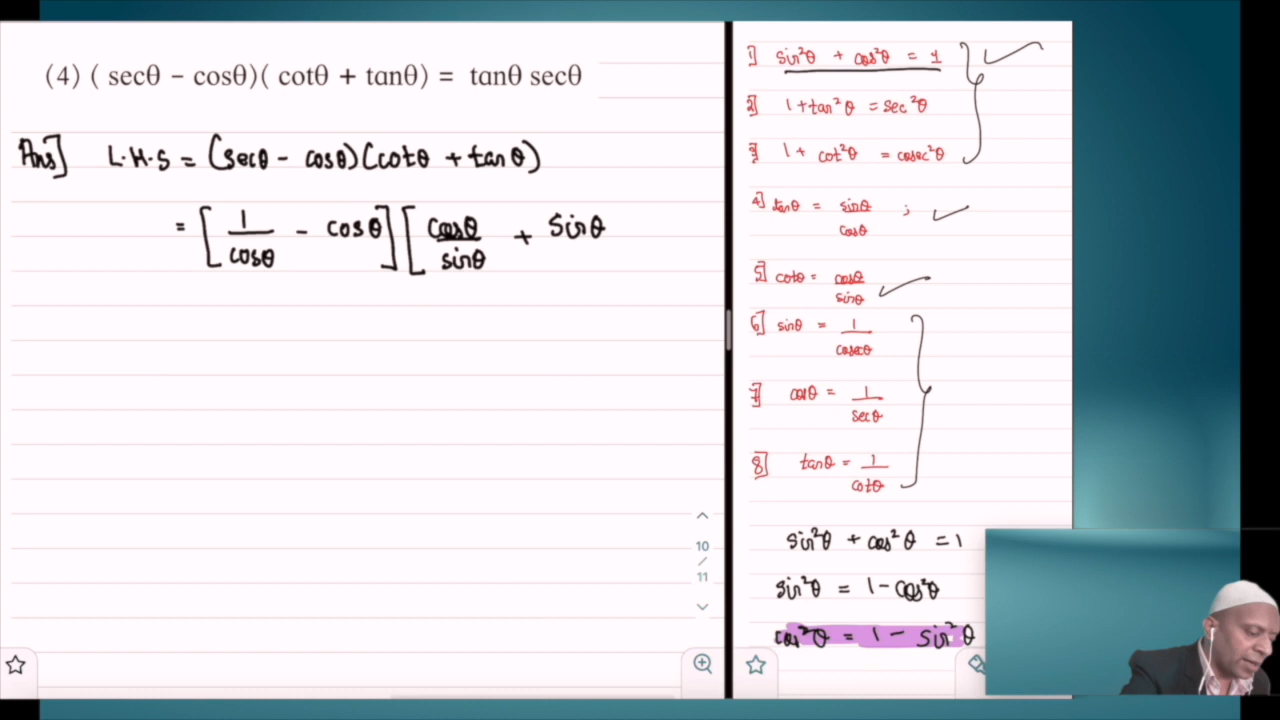 (4) ( secθ − cosθ)( cotθ + tanθ) = tanθ secθ
Ans] L.H.S = (secθ − cosθ)(cotθ + tanθ)
= [ 1/cosθ − cosθ ] [ cosθ/sinθ + sinθ
10
/
11
1] sin²θ + cos²θ = 1
2] 1 + tan²θ = sec²θ
3] 1 + cot²θ = cosec²θ
4] tanθ = sinθ/cosθ ;
5] cotθ = cosθ/sinθ
6] sinθ = 1/cosecθ
7] cosθ = 1/secθ
8] tanθ = 1/cotθ
sin²θ + cos²θ = 1
sin²θ = 1 − cos²θ
cos²θ = 1 − sin²θ